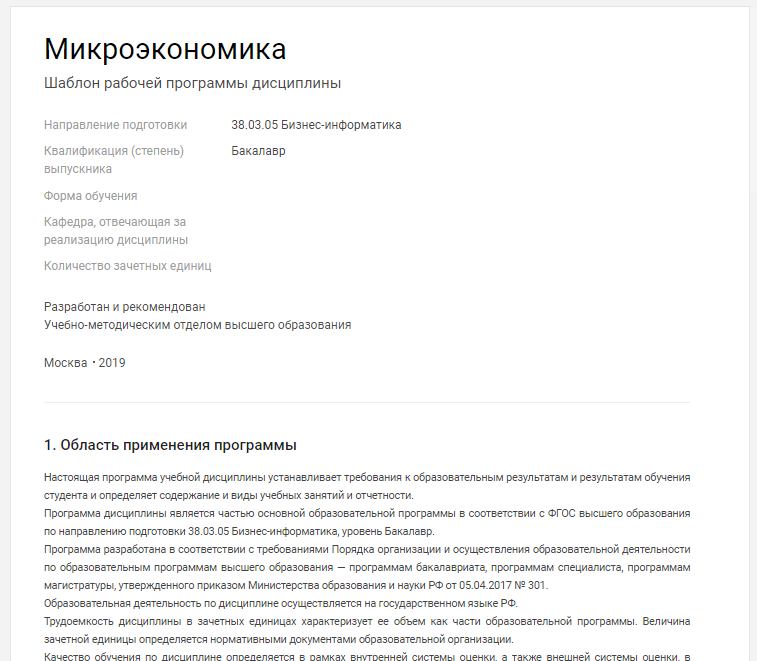 Микроэкономика
Шаблон рабочей программы дисциплины
Направление подготовки 38.03.05 Бизнес-информатика
Квалификация (степень) Бакалавр
выпускника
Форма обучения
Кафедра, отвечающая за
реализацию дисциплины
Количество зачетных единиц
Разработан и рекомендован
Учебно-методическим отделом высшего образования
Москва • 2019
1. Область применения программы
Настоящая программа учебной дисциплины устанавливает требования к образовательным результатам и результатам обучения
студента и определяет содержание и виды учебных занятий и отчетности.
Программа дисциплины является частью основной образовательной программы в соответствии с ФГОС высшего образования
по направлению подготовки 38.03.05 Бизнес-информатика, уровень Бакалавр.
Программа разработана в соответствии с требованиями Порядка организации и осуществления образовательной деятельности
по образовательным программам высшего образования — программам бакалавриата, программам специалиста, программам
магистратуры, утвержденного приказом Министерства образования и науки РФ от 05.04.2017 № 301.
Образовательная деятельность по дисциплине осуществляется на государственном языке РФ.
Трудоемкость дисциплины в зачетных единицах характеризует ее объем как части образовательной программы. Величина
зачетной единицы определяется нормативными документами образовательной организации.
Качество обучения по дисциплине определяется в рамках внутренней системы оценки, а также внешней системы оценки, в